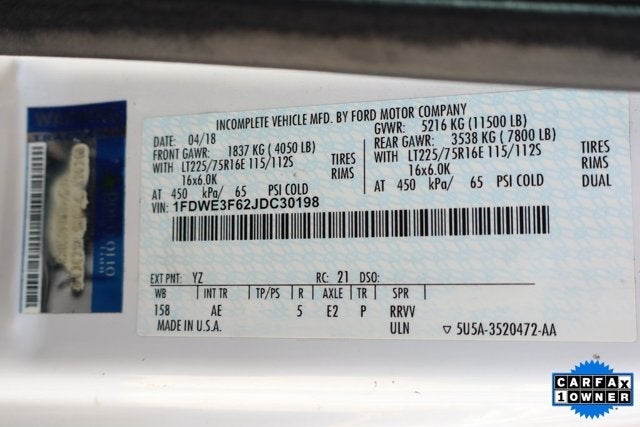 INCOMPLETE VEHICLE MFD. BY FORD MOTOR COMPANY
DATE: 04/18 GVWR: 5216 KG (11500 LB)
FRONT GAWR: 1837 KG (4050 LB) REAR GAWR: 3538 KG (7800 LB)
WITH LT225/75R16E 115/112S TIRES WITH LT225/75R16E 115/112S TIRES
16x6.0K RIMS 16x6.0K RIMS
AT 450 kPa/ 65 PSI COLD AT 450 kPa/ 65 PSI COLD DUAL
VIN: 1FDWE3F62JDC30198
EXT PNT: YZ RC: 21 DSO:
WB INT TR TP/PS R AXLE TR SPR
158 AE 5 E2 P RRVV
MADE IN U.S.A. ULN ▽ 5U5A-3520472-AA
CARFAX
1 OWNER